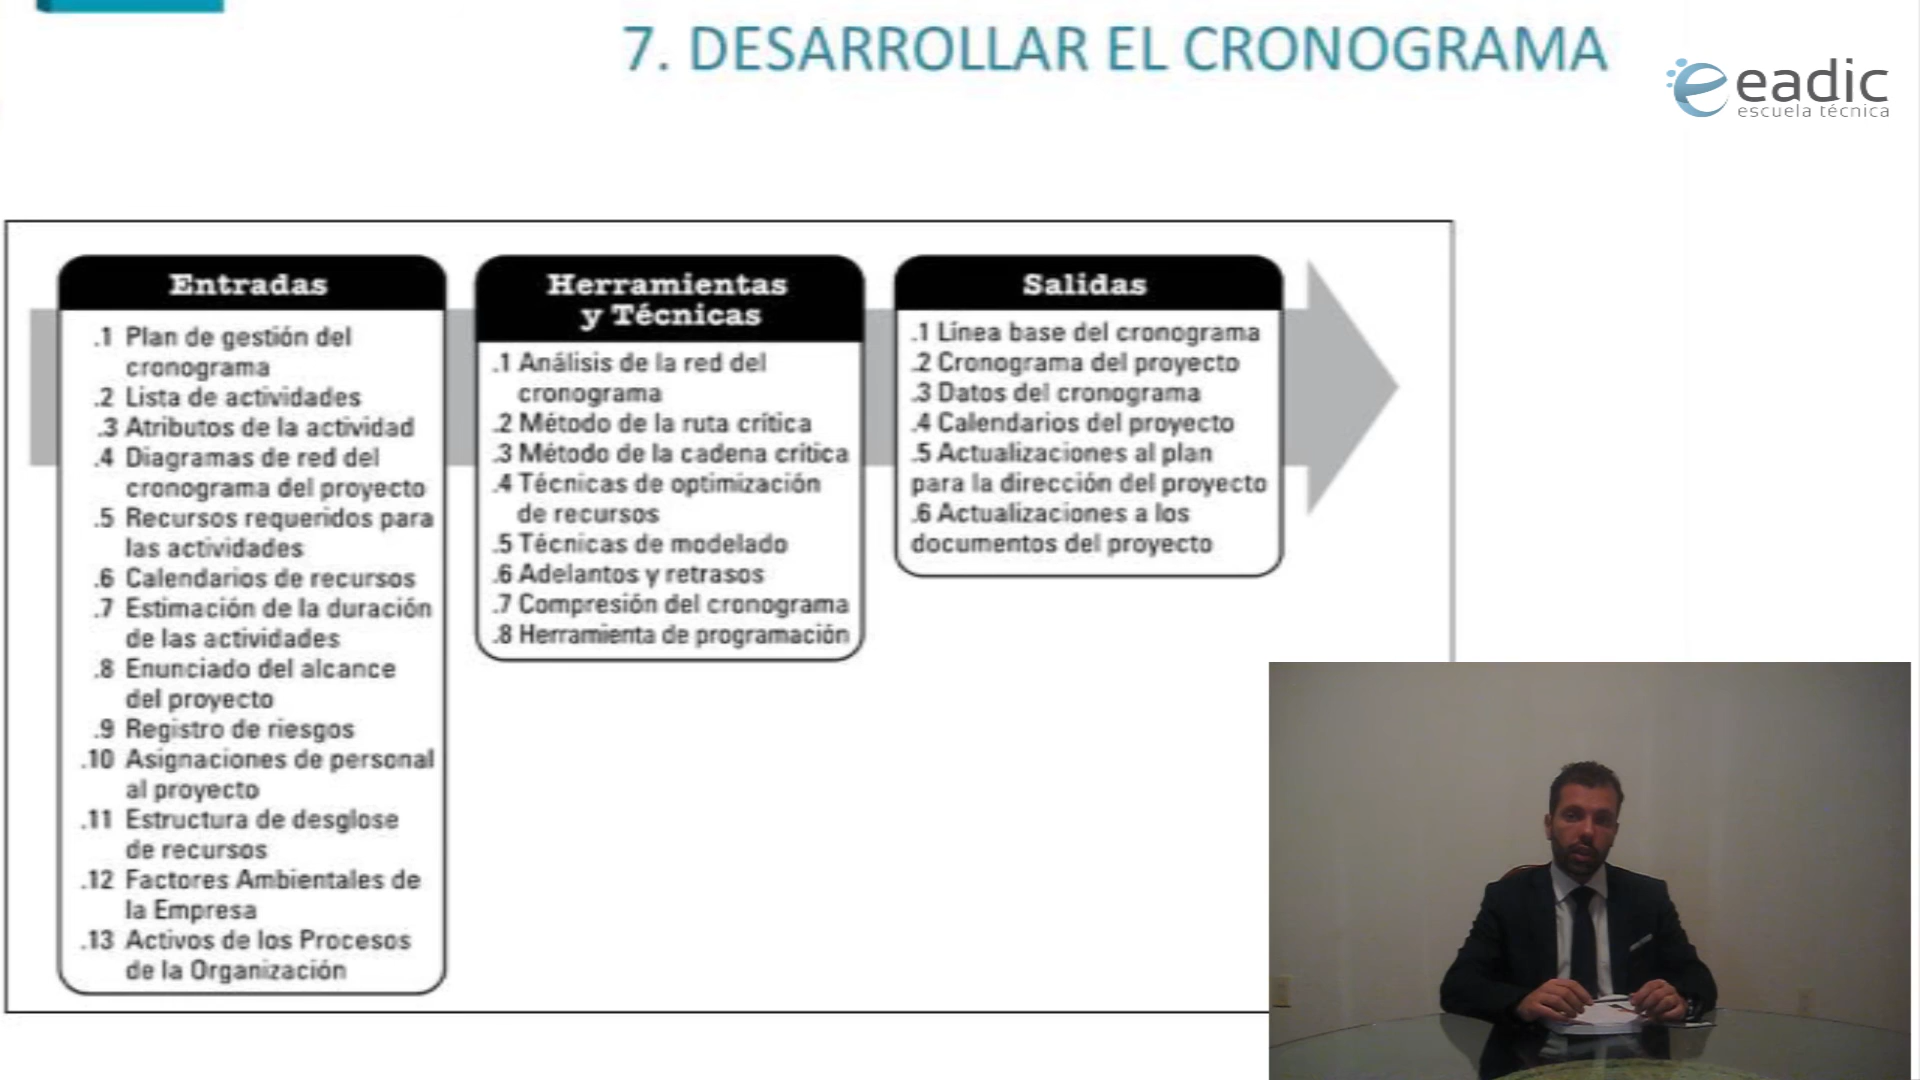 7. DESARROLLAR EL CRONOGRAMA
eadic
escuela técnica
Entradas
.1 Plan de gestión del
cronograma
.2 Lista de actividades
.3 Atributos de la actividad
.4 Diagramas de red del
cronograma del proyecto
.5 Recursos requeridos para
las actividades
.6 Calendarios de recursos
.7 Estimación de la duración
de las actividades
.8 Enunciado del alcance
del proyecto
.9 Registro de riesgos
.10 Asignaciones de personal
al proyecto
.11 Estructura de desglose
de recursos
.12 Factores Ambientales de
la Empresa
.13 Activos de los Procesos
de la Organización
Herramientas
y Técnicas
.1 Análisis de la red del
cronograma
.2 Método de la ruta crítica
.3 Método de la cadena crítica
.4 Técnicas de optimización
de recursos
.5 Técnicas de modelado
.6 Adelantos y retrasos
.7 Compresión del cronograma
.8 Herramienta de programación
Salidas
.1 Línea base del cronograma
.2 Cronograma del proyecto
.3 Datos del cronograma
.4 Calendarios del proyecto
.5 Actualizaciones al plan
para la dirección del proyecto
.6 Actualizaciones a los
documentos del proyecto